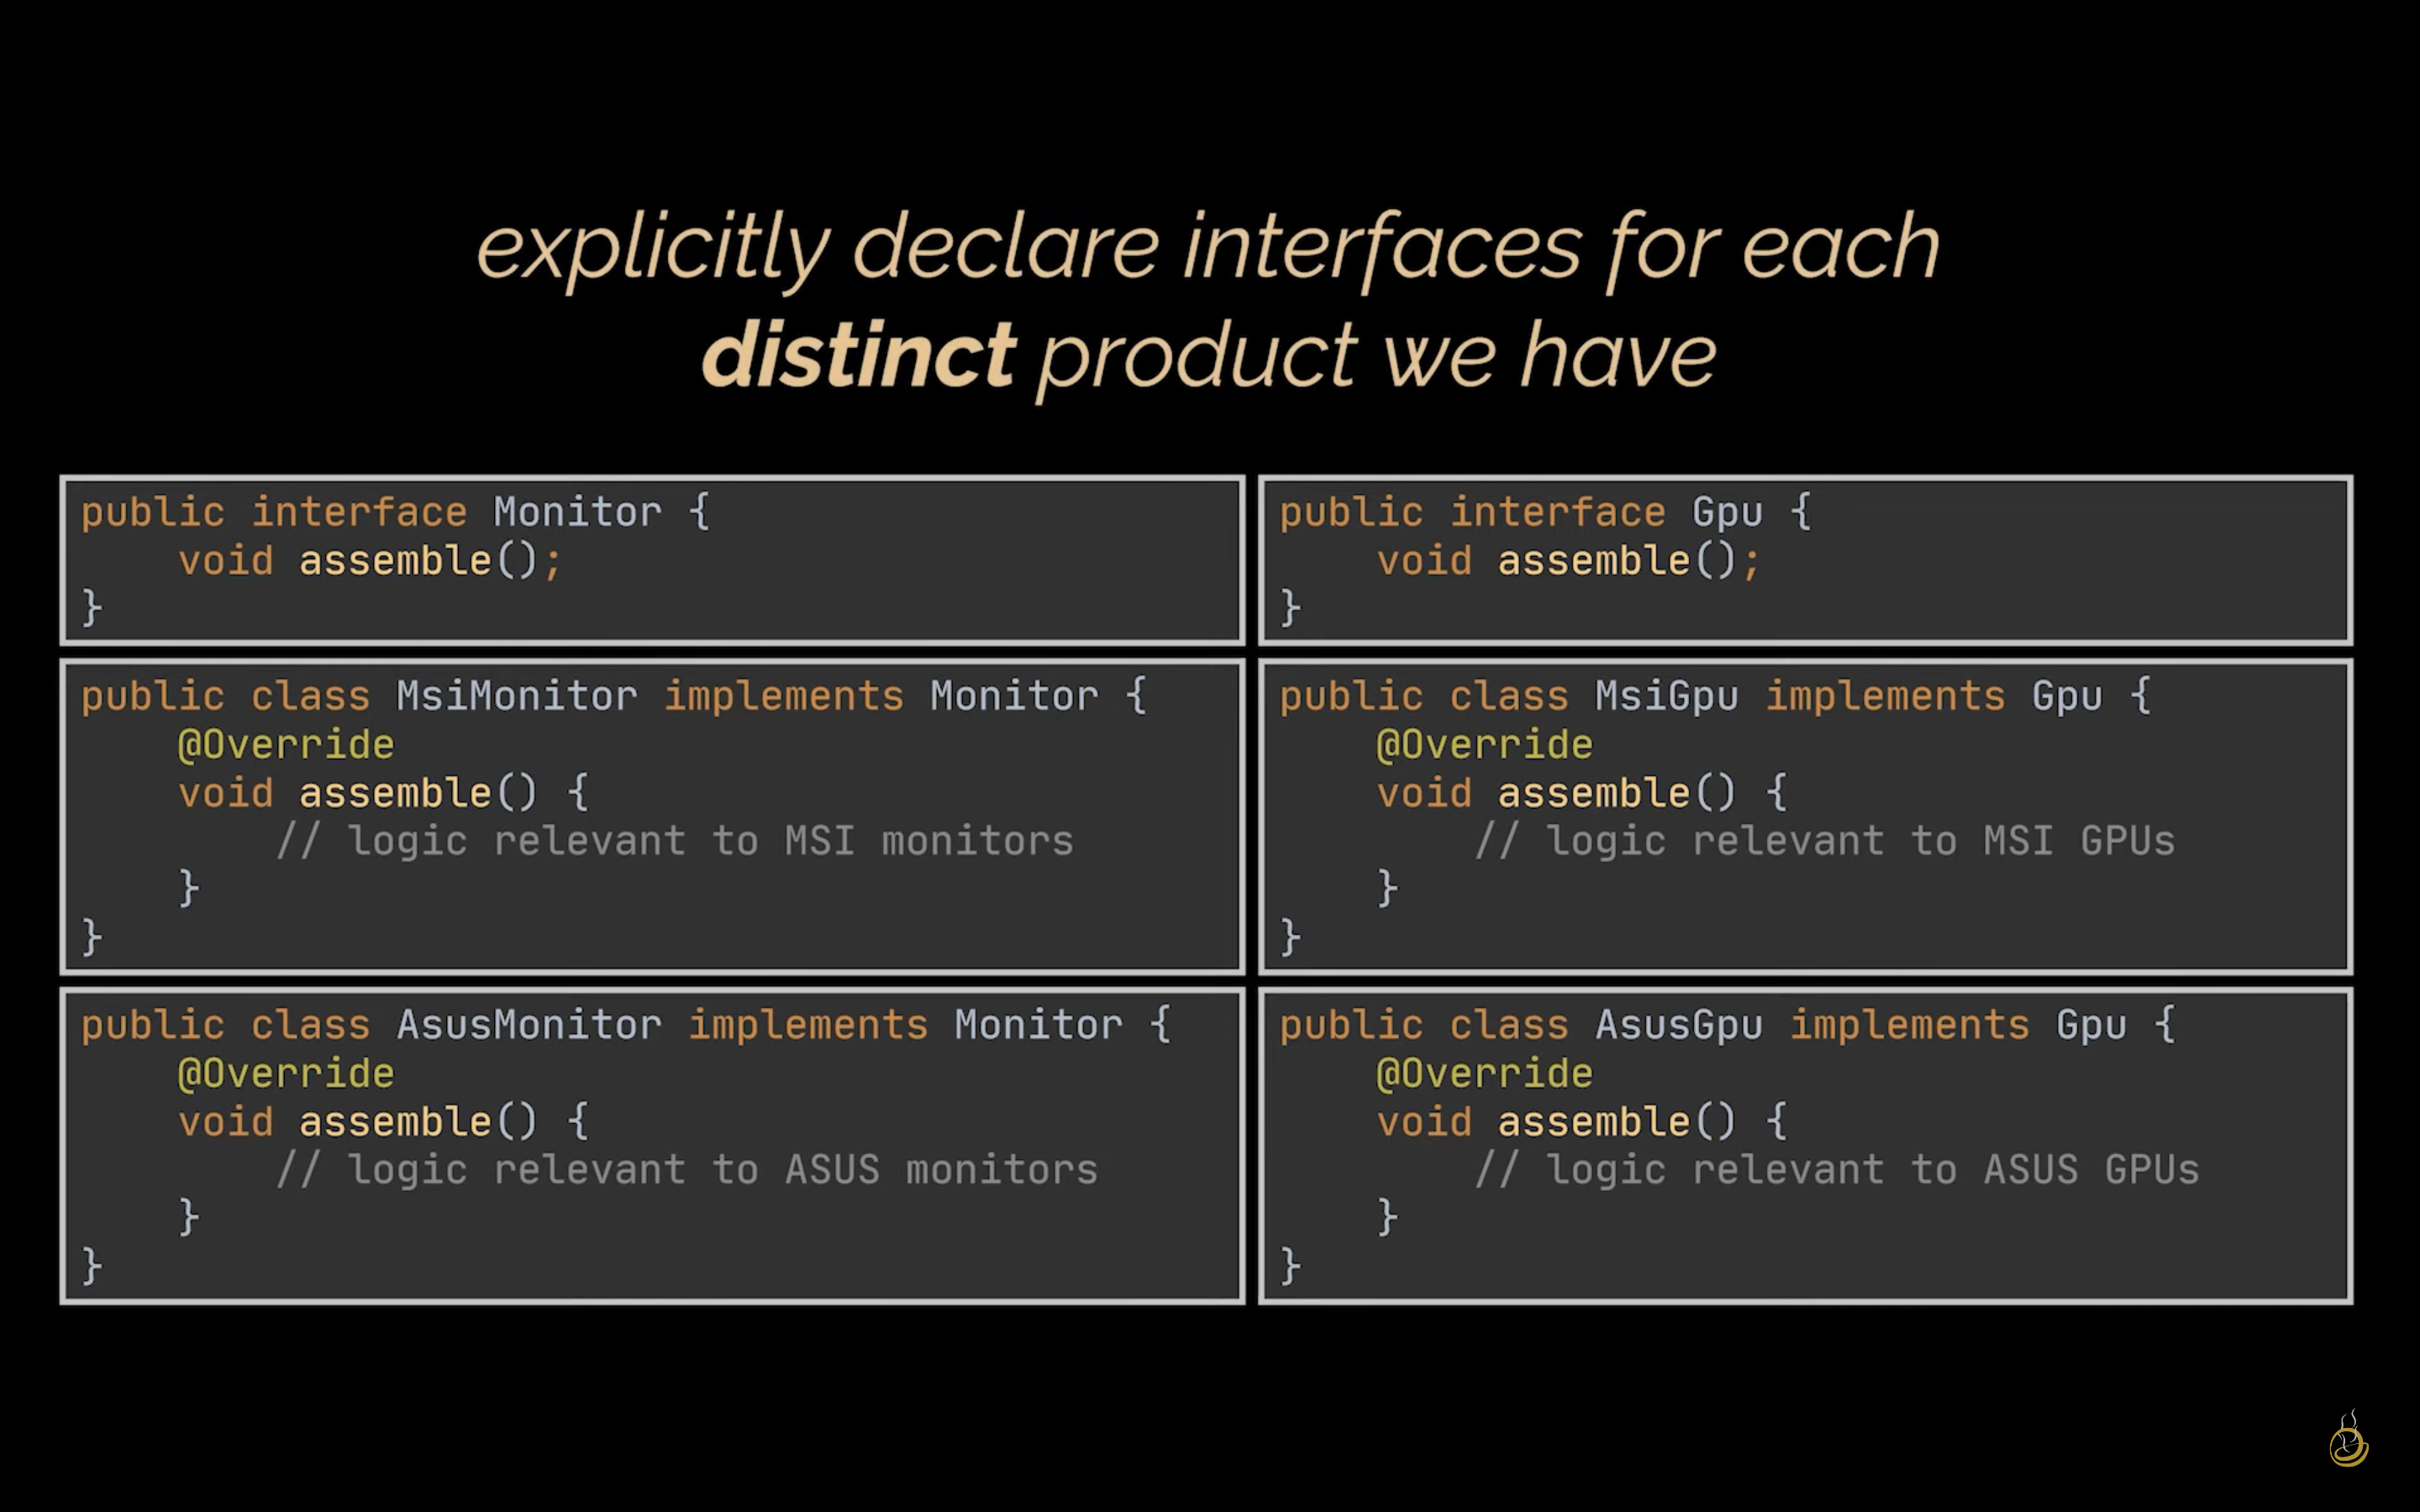 explicitly declare interfaces for each
distinct product we have
public interface Monitor {
    void assemble();
}
public interface Gpu {
    void assemble();
}
public class MsiMonitor implements Monitor {
    @Override
    void assemble() {
        // logic relevant to MSI monitors
    }
}
public class MsiGpu implements Gpu {
    @Override
    void assemble() {
        // logic relevant to MSI GPUs
    }
}
public class AsusMonitor implements Monitor {
    @Override
    void assemble() {
        // logic relevant to ASUS monitors
    }
}
public class AsusGpu implements Gpu {
    @Override
    void assemble() {
        // logic relevant to ASUS GPUs
    }
}